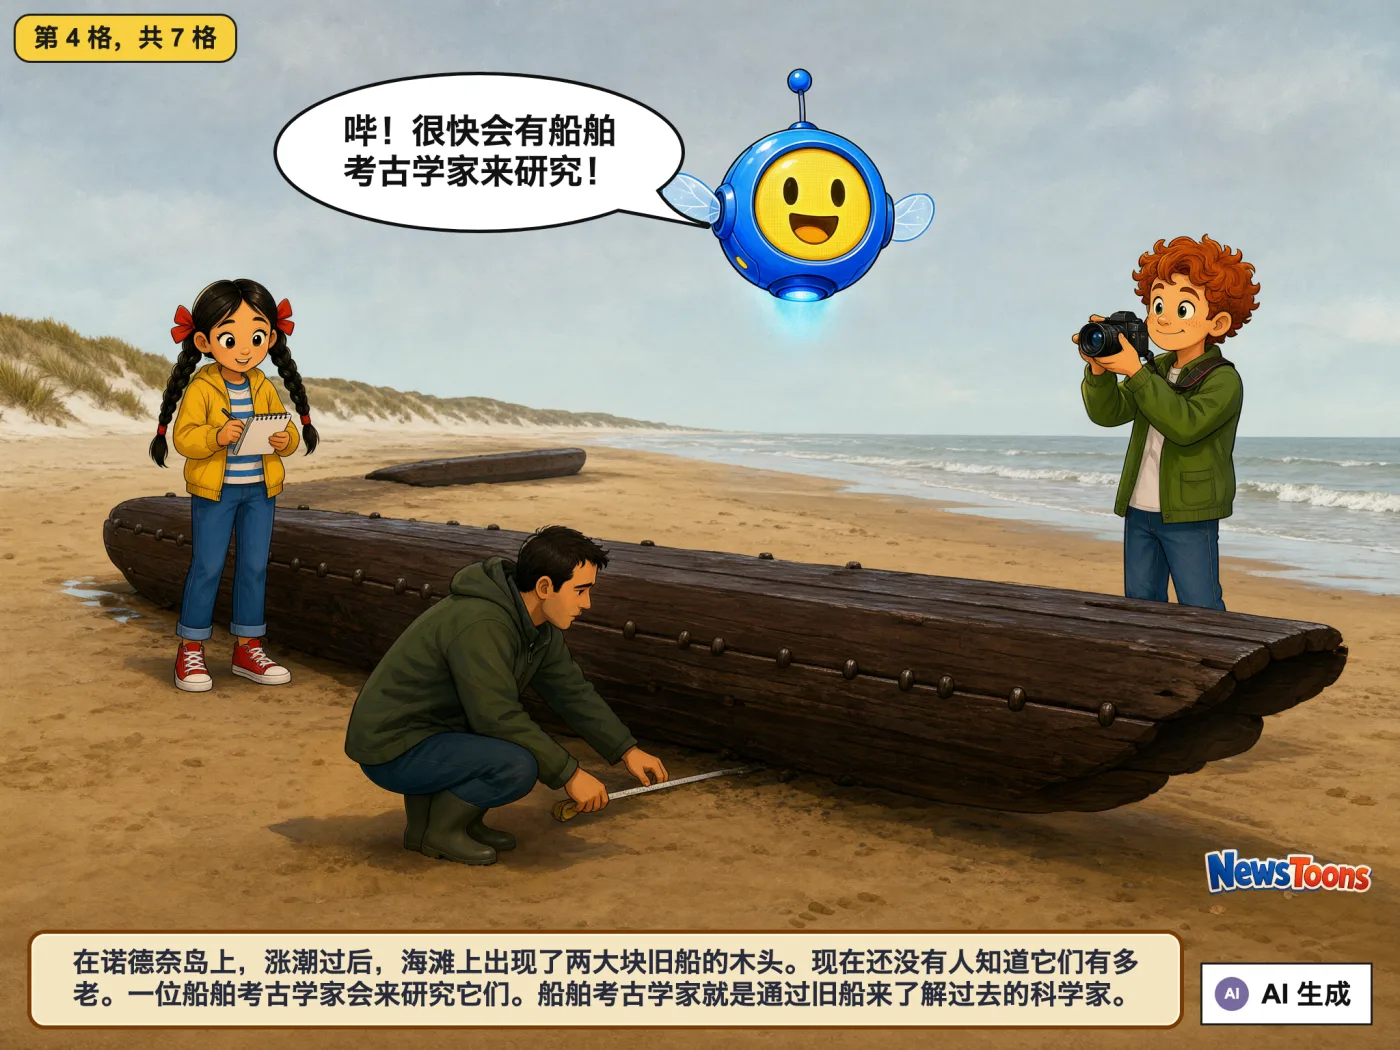 第 4 格，共 7 格
哔！很快会有船舶
考古学家来研究！
NewsToons
在诺德奈岛上，涨潮过后，海滩上出现了两大块旧船的木头。现在还没有人知道它们有多
老。一位船舶考古学家会来研究它们。船舶考古学家就是通过旧船来了解过去的科学家。
AI AI 生成